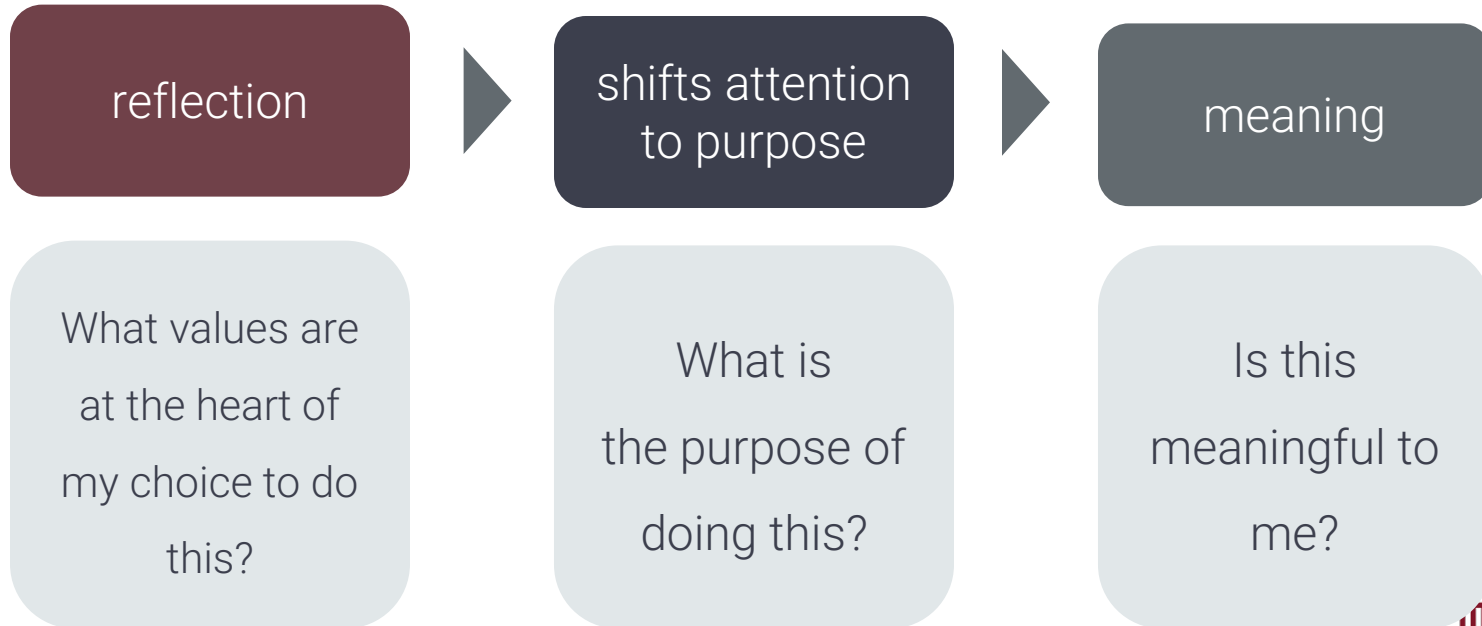 reflection
shifts attention
to purpose
meaning
What values are
at the heart of
my choice to do
this?
What is
the purpose of
doing this?
Is this
meaningful to
me?